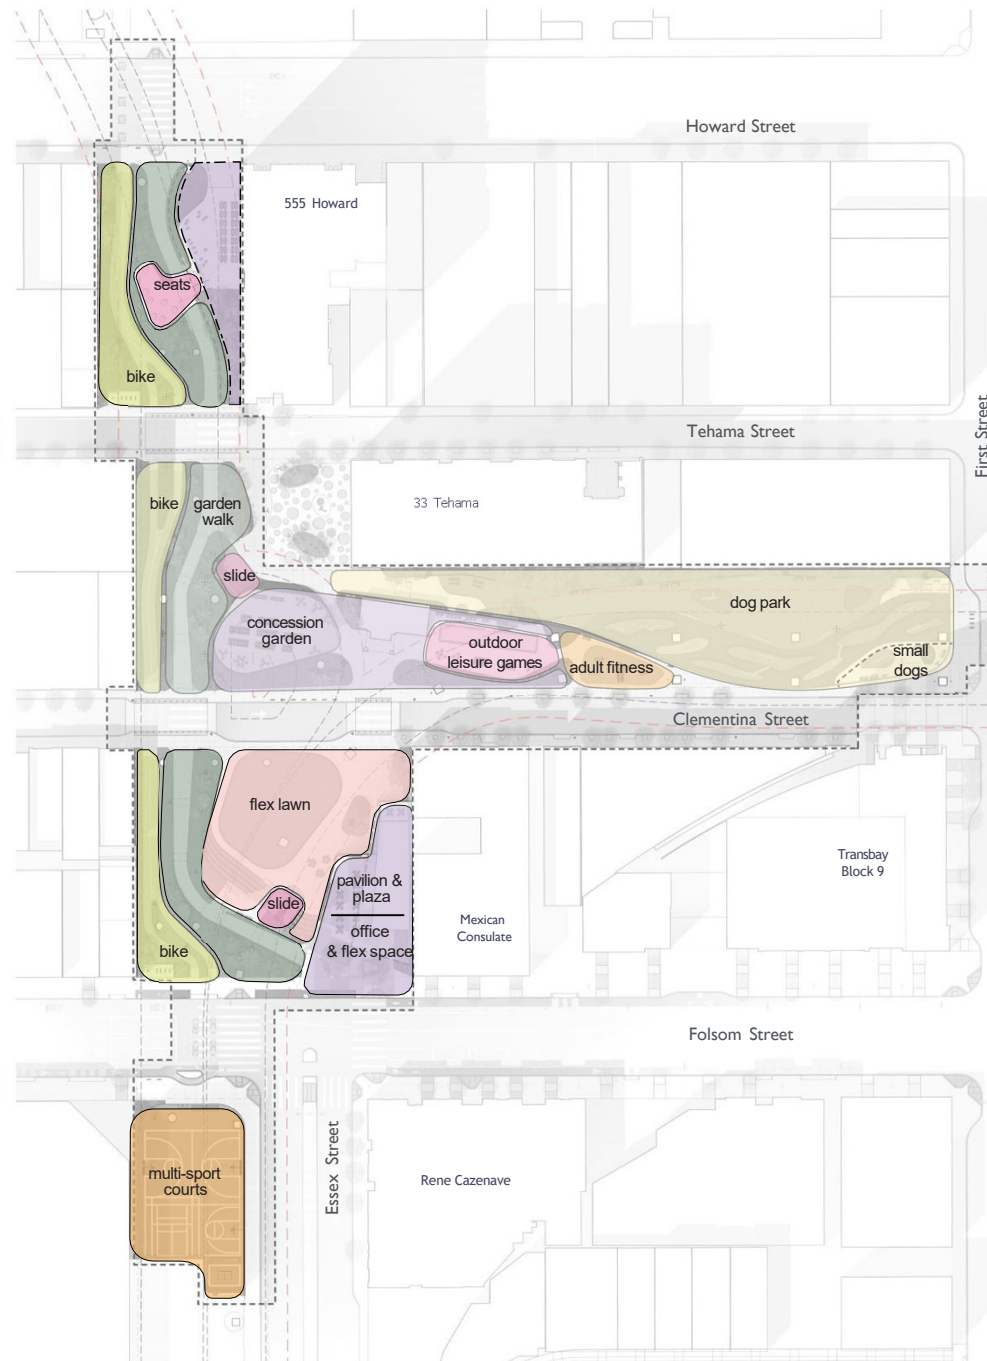 Howard Street
555 Howard
seats
bike
Tehama Street
First Street
bike
garden
walk
33 Tehama
slide
concession
garden
outdoor
leisure games
adult fitness
dog park
small
dogs
Clementina Street
flex lawn
slide
pavilion &
plaza
office
& flex space
bike
Mexican
Consulate
Transbay
Block 9
Folsom Street
Essex Street
multi-sport
courts
Rene Cazenave